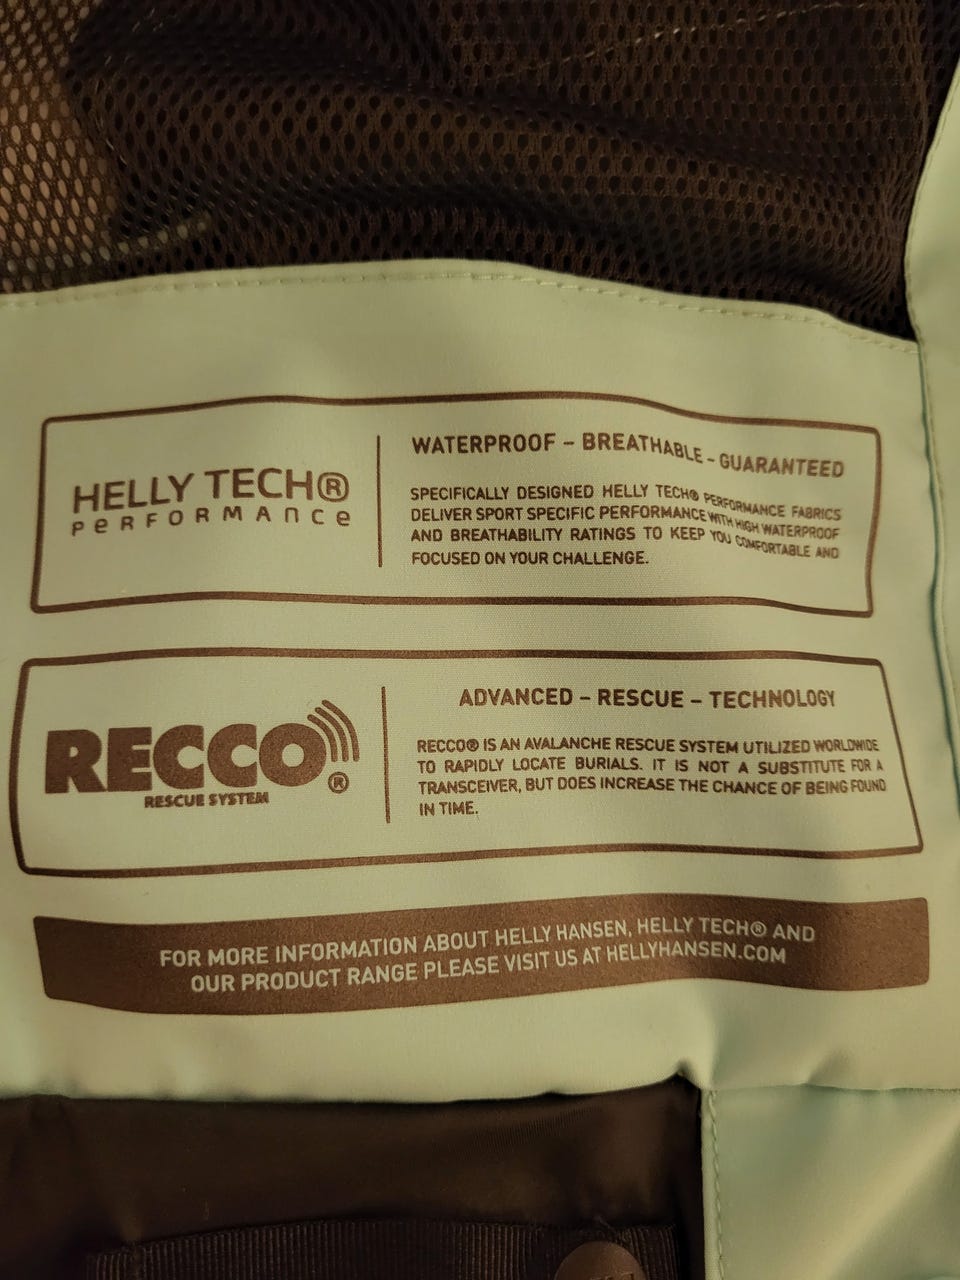 HELLY TECH®
PERFORMANCE
WATERPROOF – BREATHABLE – GUARANTEED
SPECIFICALLY DESIGNED HELLY TECH® PERFORMANCE FABRICS
DELIVER SPORT SPECIFIC PERFORMANCE WITH HIGH WATERPROOF
AND BREATHABILITY RATINGS TO KEEP YOU COMFORTABLE AND
FOCUSED ON YOUR CHALLENGE.
RECCO®
RESCUE SYSTEM
ADVANCED – RESCUE – TECHNOLOGY
RECCO® IS AN AVALANCHE RESCUE SYSTEM UTILIZED WORLDWIDE
TO RAPIDLY LOCATE BURIALS. IT IS NOT A SUBSTITUTE FOR A
TRANSCEIVER, BUT DOES INCREASE THE CHANCE OF BEING FOUND
IN TIME.
FOR MORE INFORMATION ABOUT HELLY HANSEN, HELLY TECH® AND
OUR PRODUCT RANGE PLEASE VISIT US AT HELLYHANSEN.COM